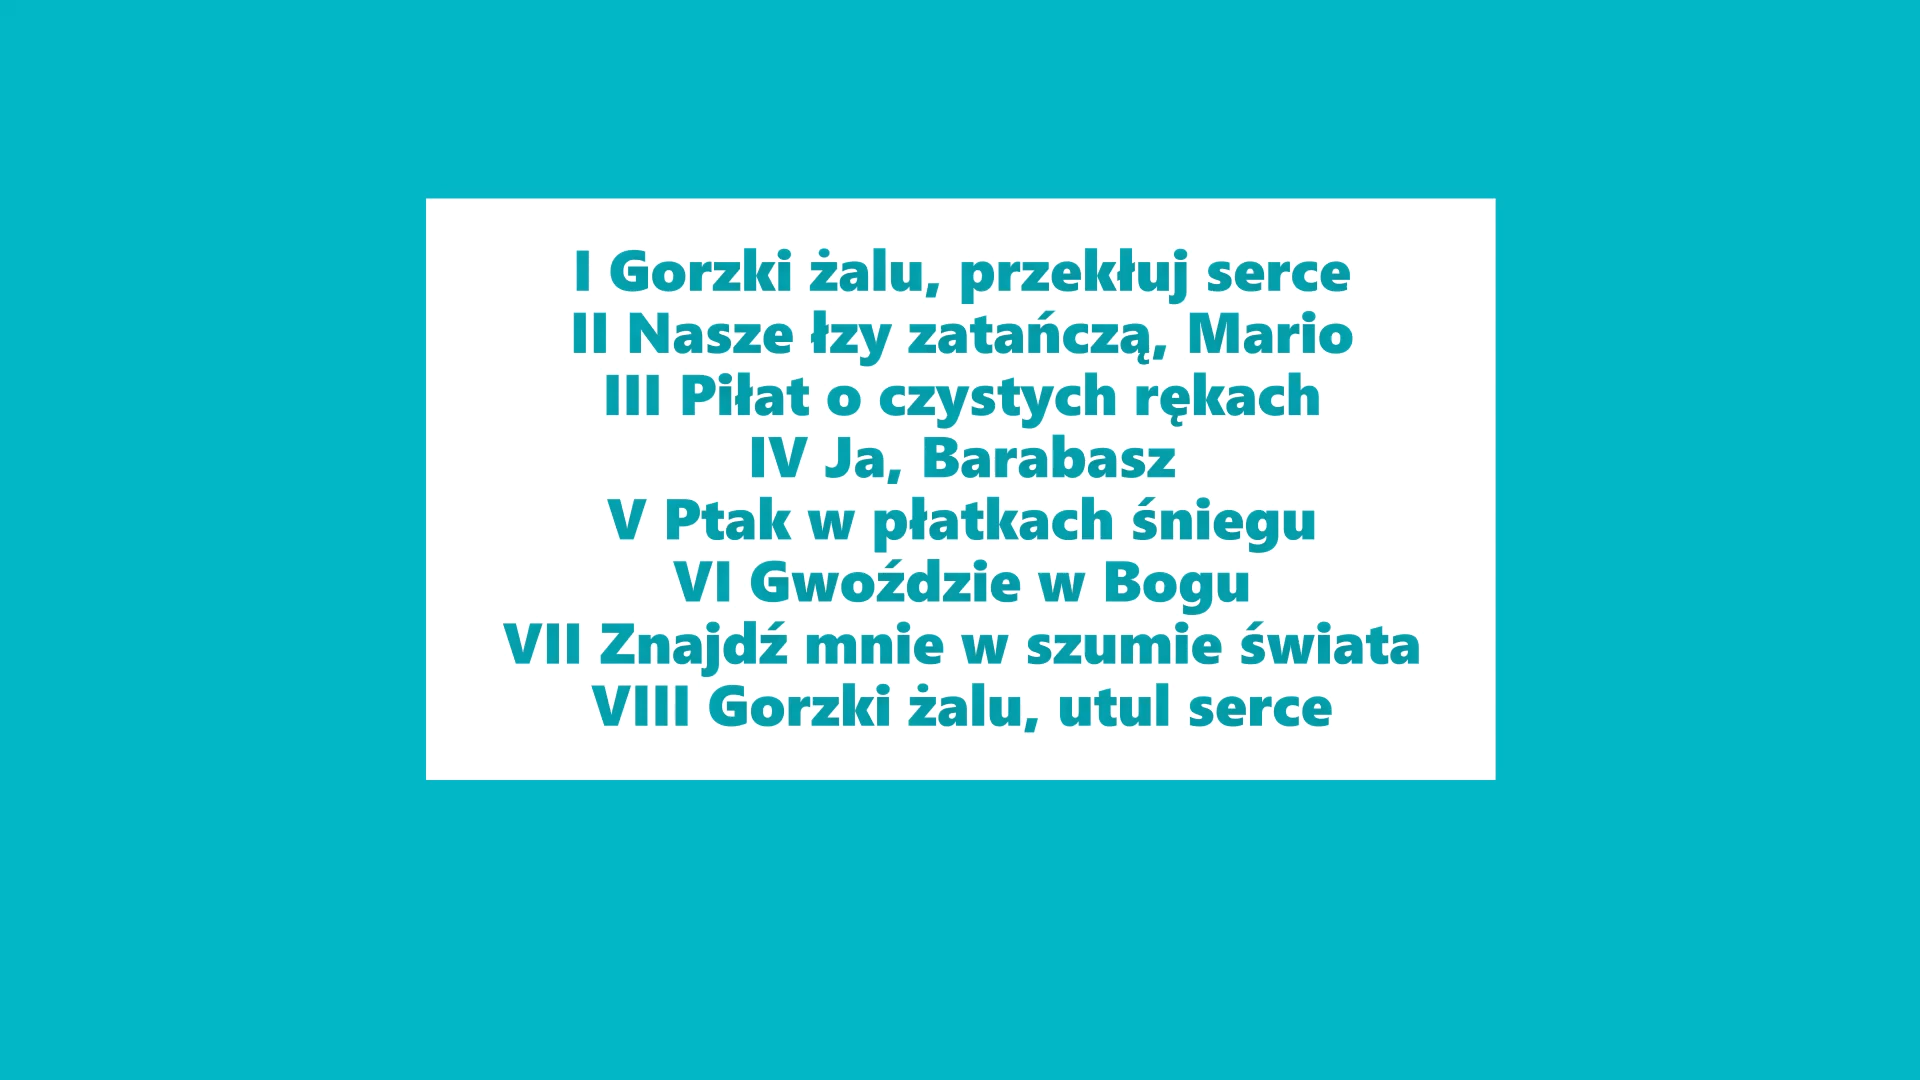 I Gorzki żalu, przekłuj serce
II Nasze łzy zatańczą, Mario
III Piłat o czystych rękach
IV Ja, Barabasz
V Ptak w płatkach śniegu
VI Gwoździe w Bogu
VII Znajdź mnie w szumie świata
VIII Gorzki żalu, utul serce